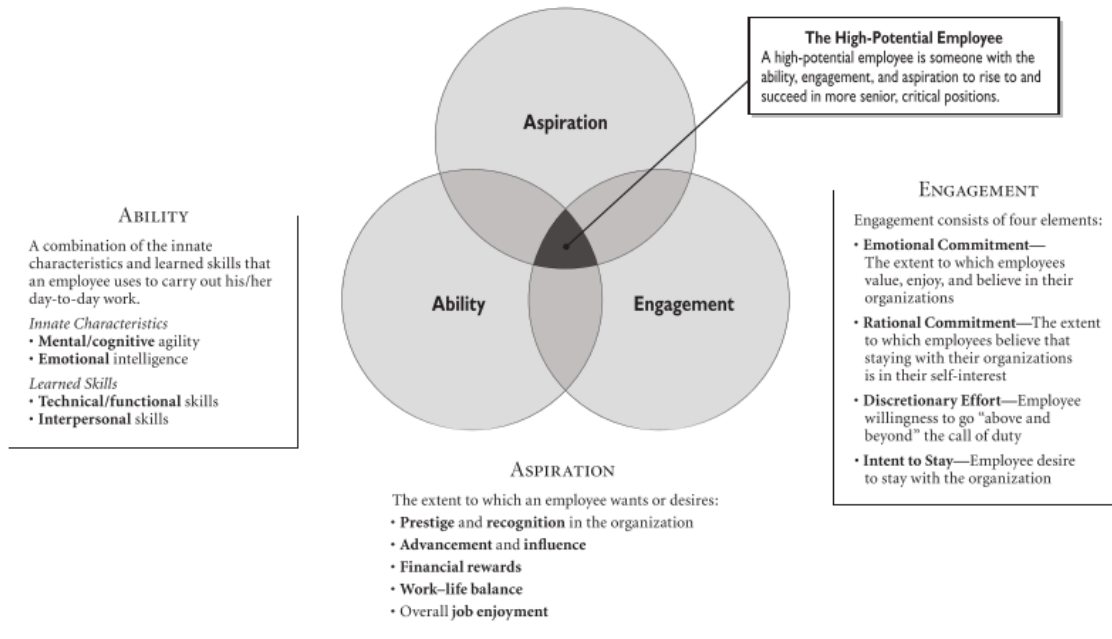 The High-Potential Employee
A high-potential employee is someone with the
ability, engagement, and aspiration to rise to and
succeed in more senior, critical positions.
Aspiration
Ability
Engagement
ABILITY
A combination of the innate
characteristics and learned skills that
an employee uses to carry out his/her
day-to-day work.
Innate Characteristics
• Mental/cognitive agility
• Emotional intelligence
Learned Skills
• Technical/functional skills
• Interpersonal skills
ENGAGEMENT
Engagement consists of four elements:
• Emotional Commitment—
The extent to which employees
value, enjoy, and believe in their
organizations
• Rational Commitment—The extent
to which employees believe that
staying with their organizations
is in their self-interest
• Discretionary Effort—Employee
willingness to go “above and
beyond” the call of duty
• Intent to Stay—Employee desire
to stay with the organization
ASPIRATION
The extent to which an employee wants or desires:
• Prestige and recognition in the organization
• Advancement and influence
• Financial rewards
• Work–life balance
• Overall job enjoyment